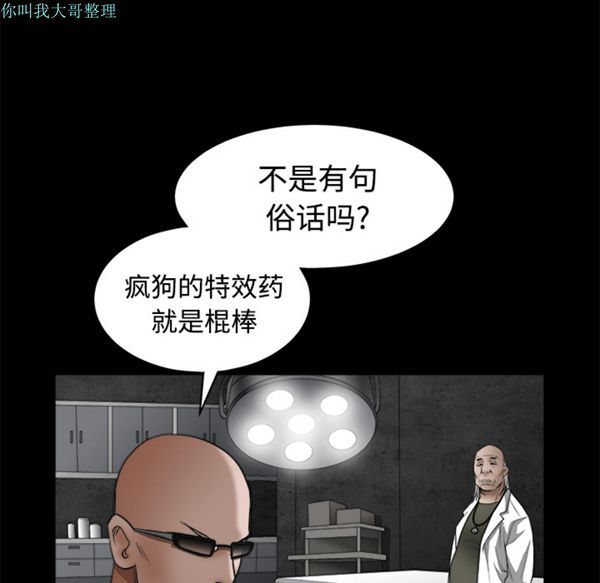 你叫我大哥整理
不是有句
俗话吗?
疯狗的特效药
就是棍棒